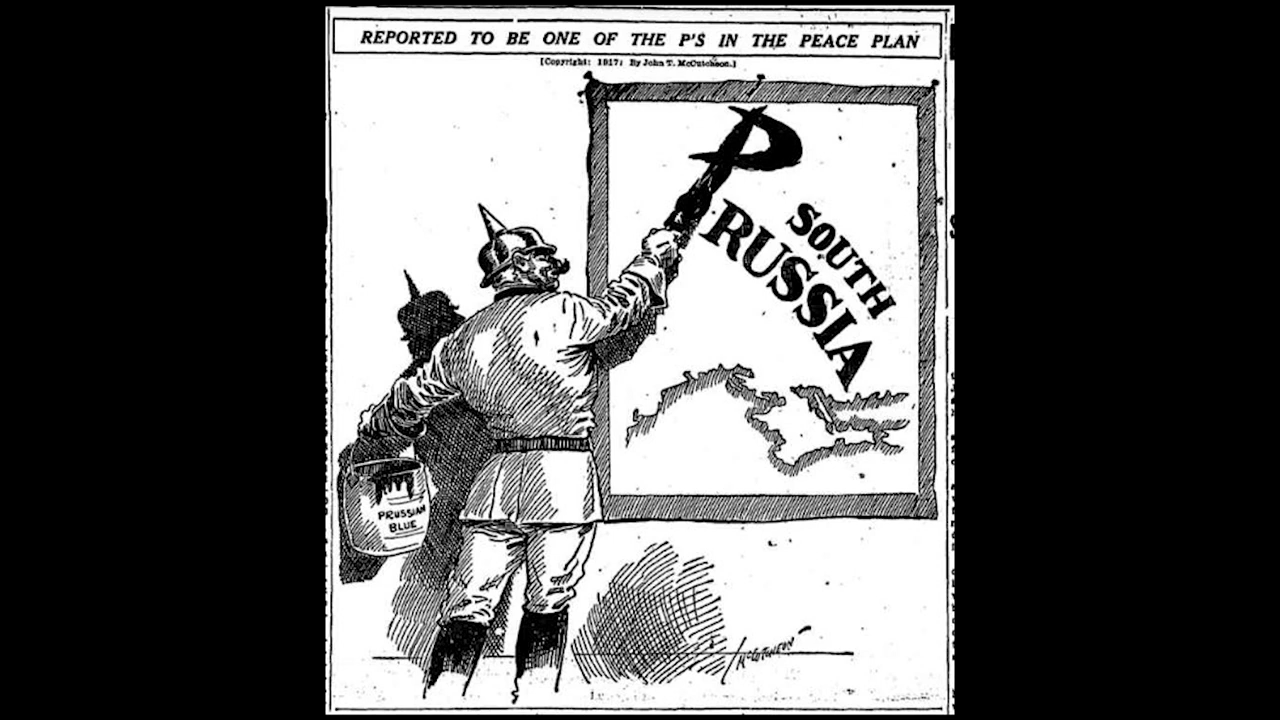 REPORTED TO BE ONE OF THE P'S IN THE PEACE PLAN
[Copyright: 1917: By John T. McCutcheon.]
P
SOUTH
RUSSIA
PRUSSIAN
BLUE
McCUTCHEON